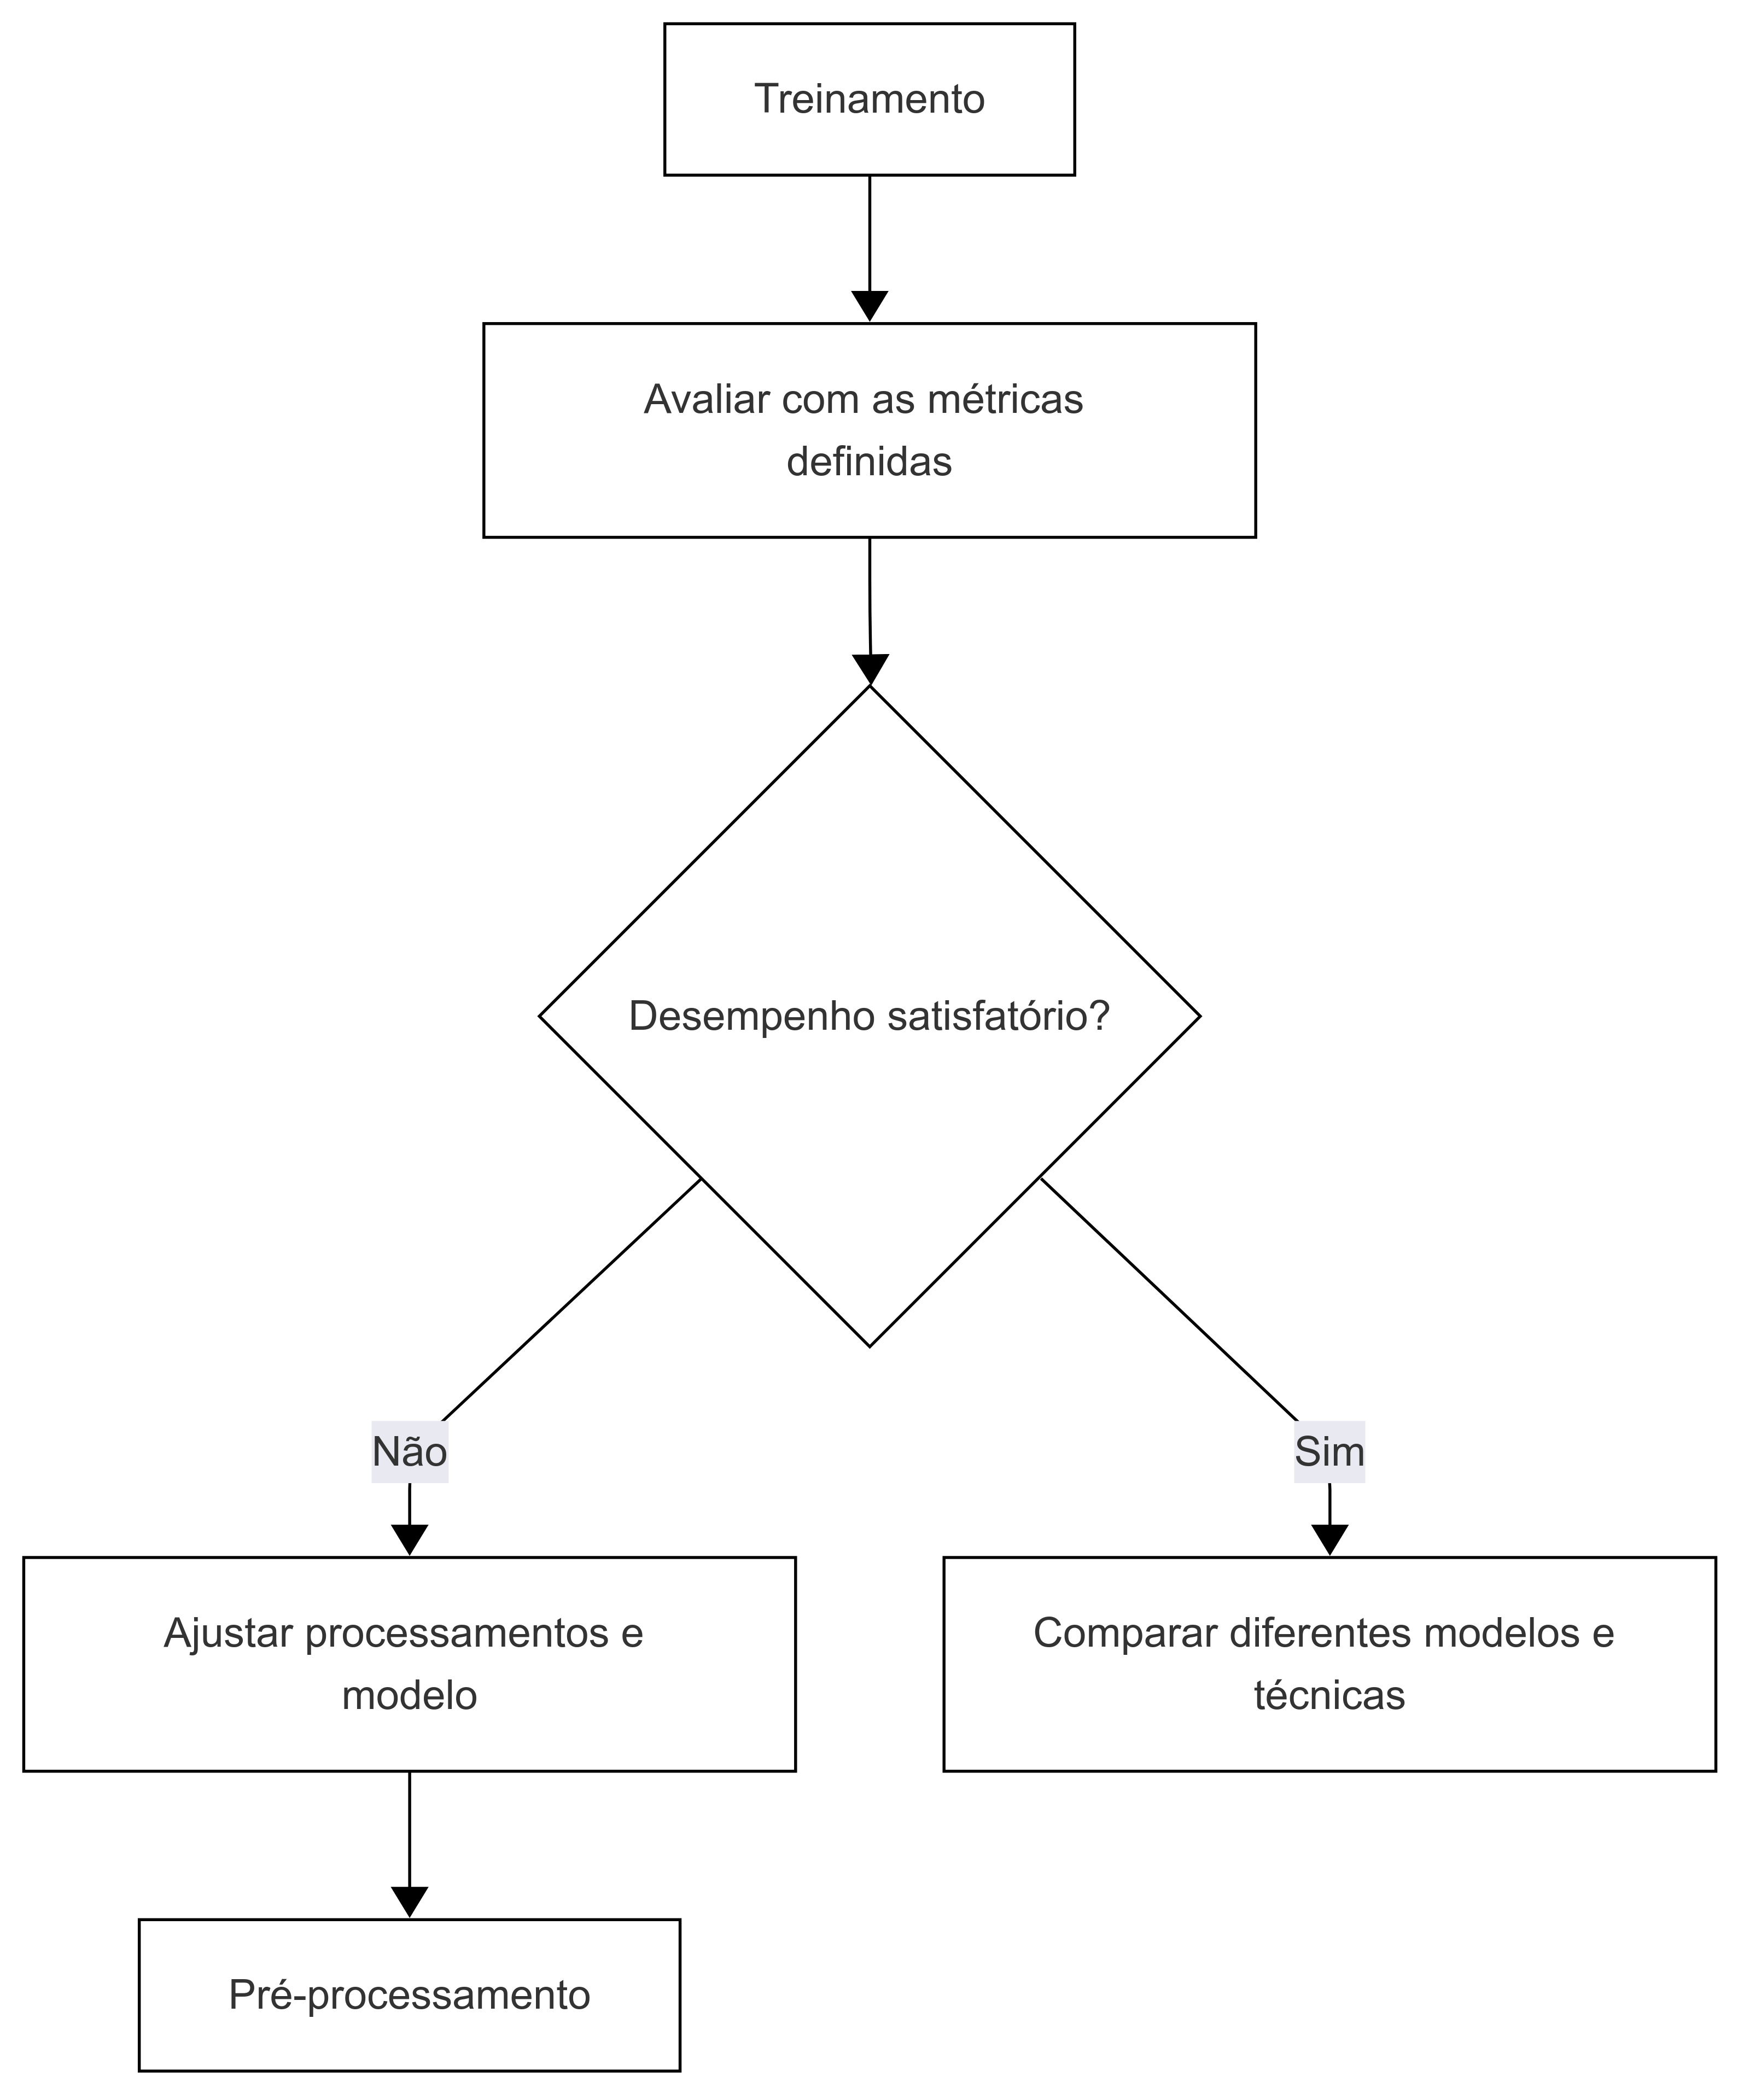 Treinamento
Avaliar com as métricas
definidas
Desempenho satisfatório?
Não
Sim
Ajustar processamentos e
modelo
Comparar diferentes modelos e
técnicas
Pré-processamento